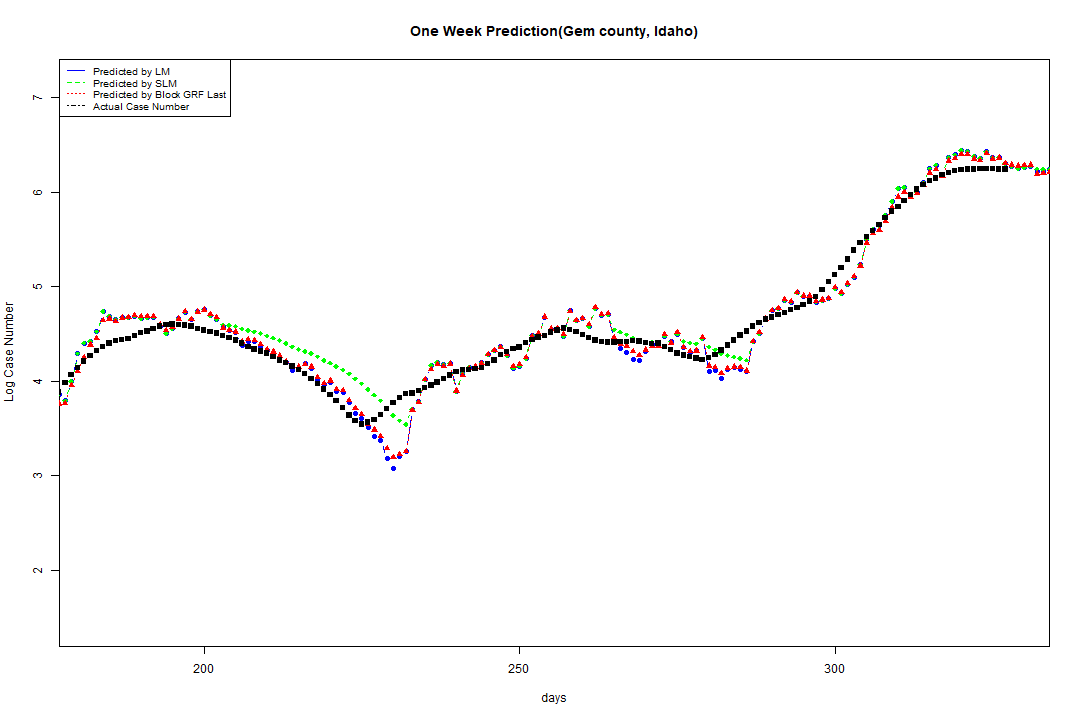 One Week Prediction(Gem county, Idaho)
Predicted by LM
Predicted by SLM
Predicted by Block GRF Last
Actual Case Number
7
6
5
4
3
2
Log Case Number
200
250
300
days